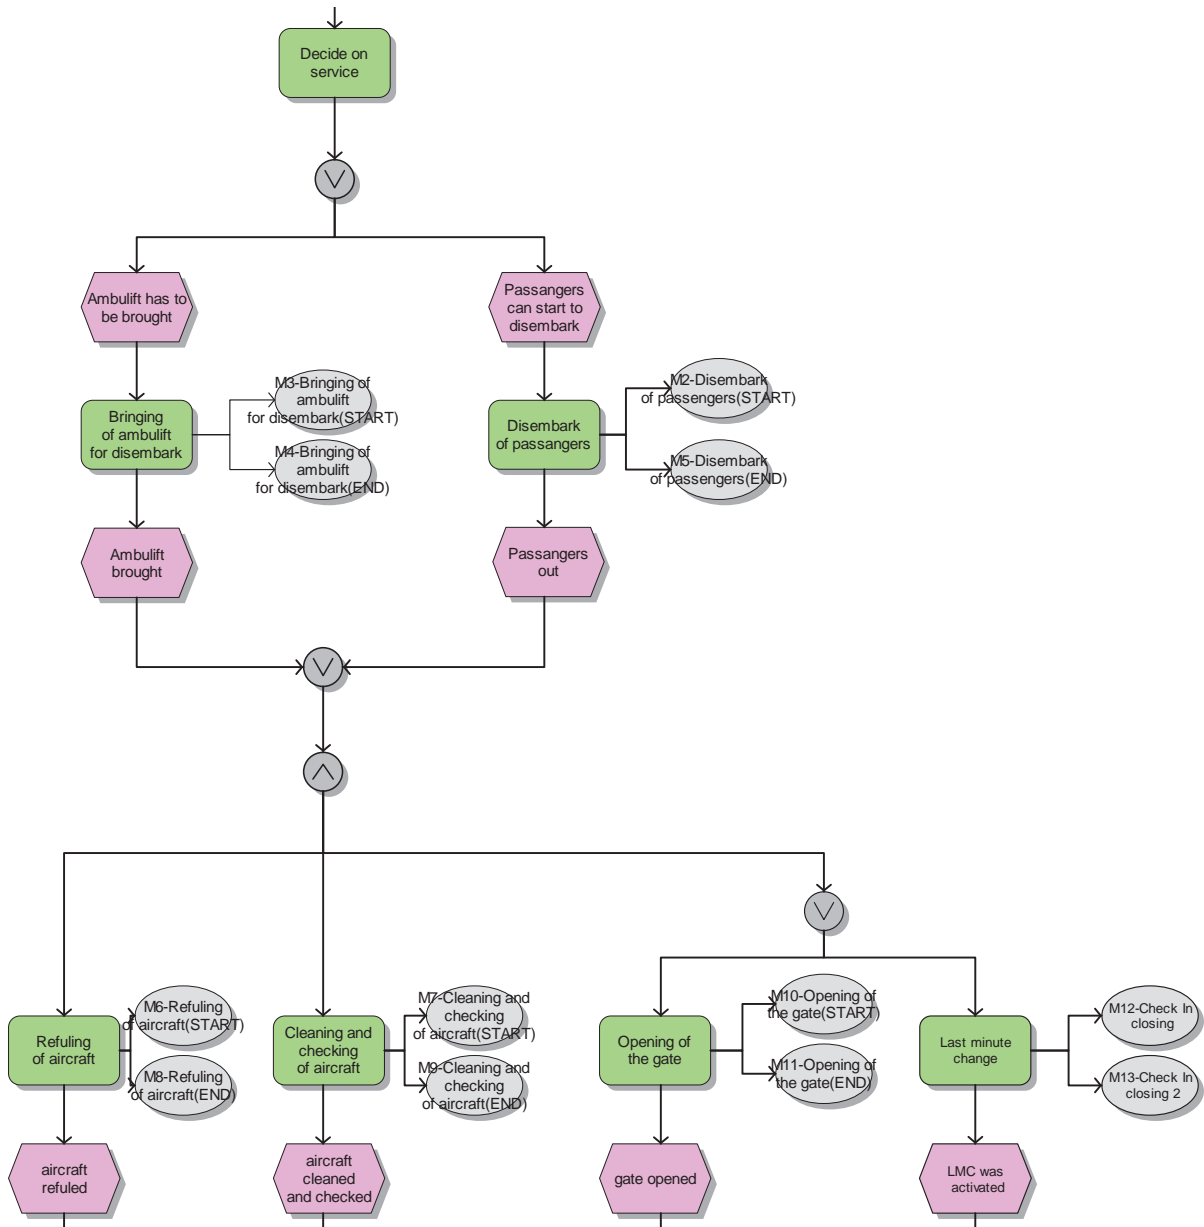 Decide on
service
Ambulift has to
be brought
Passangers
can start to
disembark
M3-Bringing of
ambulift
for disembark(START)
M2-Disembark
of passengers(START)
Bringing
of ambulift
for disembark
Disembark
of passangers
M4-Bringing of
ambulift
for disembark(END)
M5-Disembark
of passengers(END)
Ambulift
brought
Passangers
out
M6-Refuling
of aircraft(START)
M7-Cleaning and
checking
of aircraft(START)
M10-Opening of
the gate(START)
M12-Check In
closing
Refuling
of aircraft
Cleaning and
checking
of aircraft
Opening of
the gate
Last minute
change
M8-Refuling
of aircraft(END)
M9-Cleaning and
checking
of aircraft(END)
M11-Opening of
the gate(END)
M13-Check In
closing 2
aircraft
refuled
aircraft
cleaned
and checked
gate opened
LMC was
activated